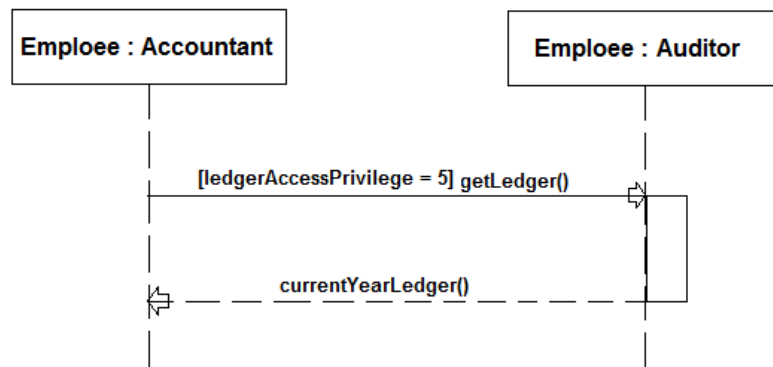 Emploee : Accountant
Emploee : Auditor
[ledgerAccessPrivilege = 5] getLedger()
currentYearLedger()